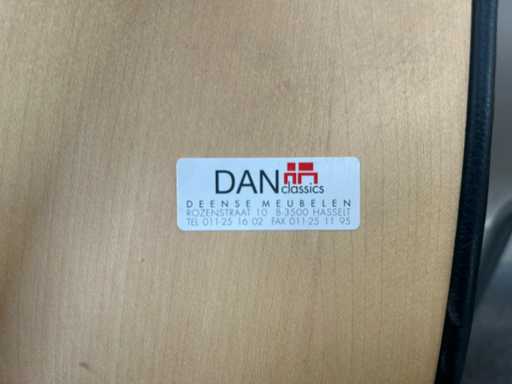 DAN classics
DEENSE MEUBELEN
ROZENSTRAAT 10 B-3500 HASSELT
TEL 011-25 16 02 FAX 011-25 11 95